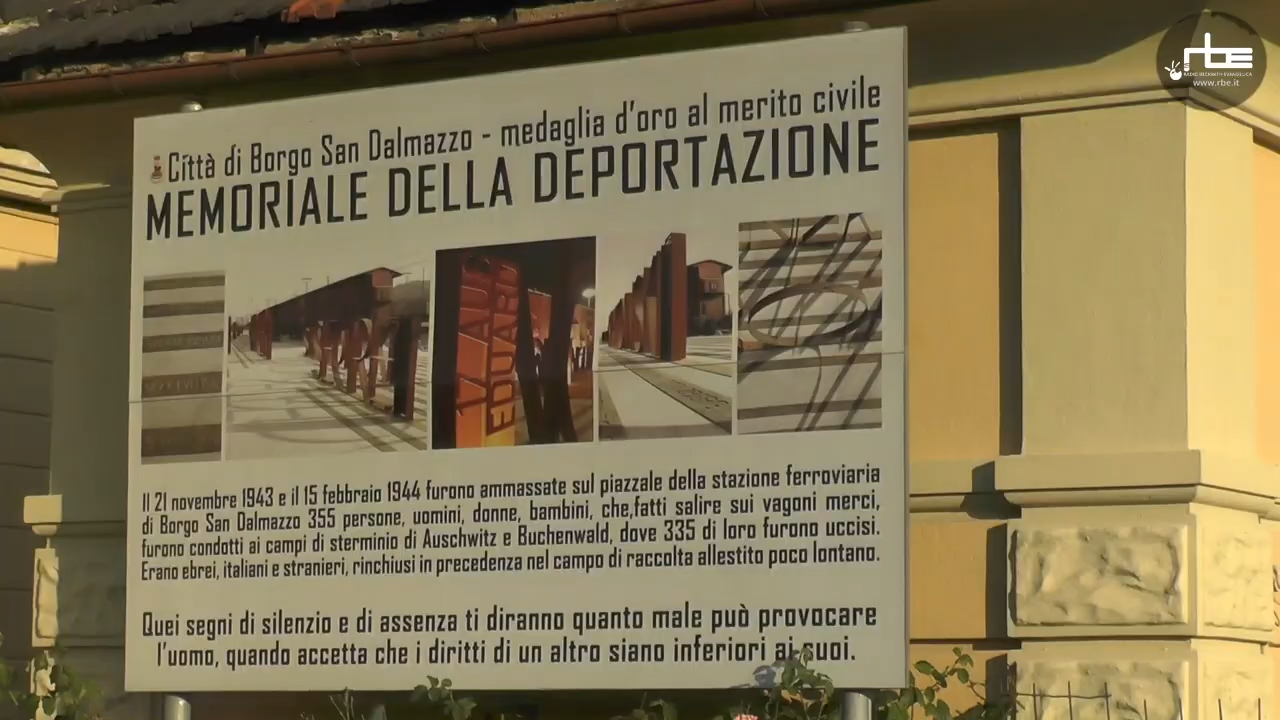 rbe
RADIO BECKWITH EVANGELICA
www.rbe.it
Città di Borgo San Dalmazzo - medaglia d'oro al merito civile
MEMORIALE DELLA DEPORTAZIONE
EDUARD
Il 21 novembre 1943 e il 15 febbraio 1944 furono ammassate sul piazzale della stazione ferroviaria
di Borgo San Dalmazzo 355 persone, uomini, donne, bambini, che,fatti salire sui vagoni merci,
furono condotti ai campi di sterminio di Auschwitz e Buchenwald, dove 335 di loro furono uccisi.
Erano ebrei, italiani e stranieri, rinchiusi in precedenza nel campo di raccolta allestito poco lontano.
Quei segni di silenzio e di assenza ti diranno quanto male può provocare
l'uomo, quando accetta che i diritti di un altro siano inferiori ai suoi.